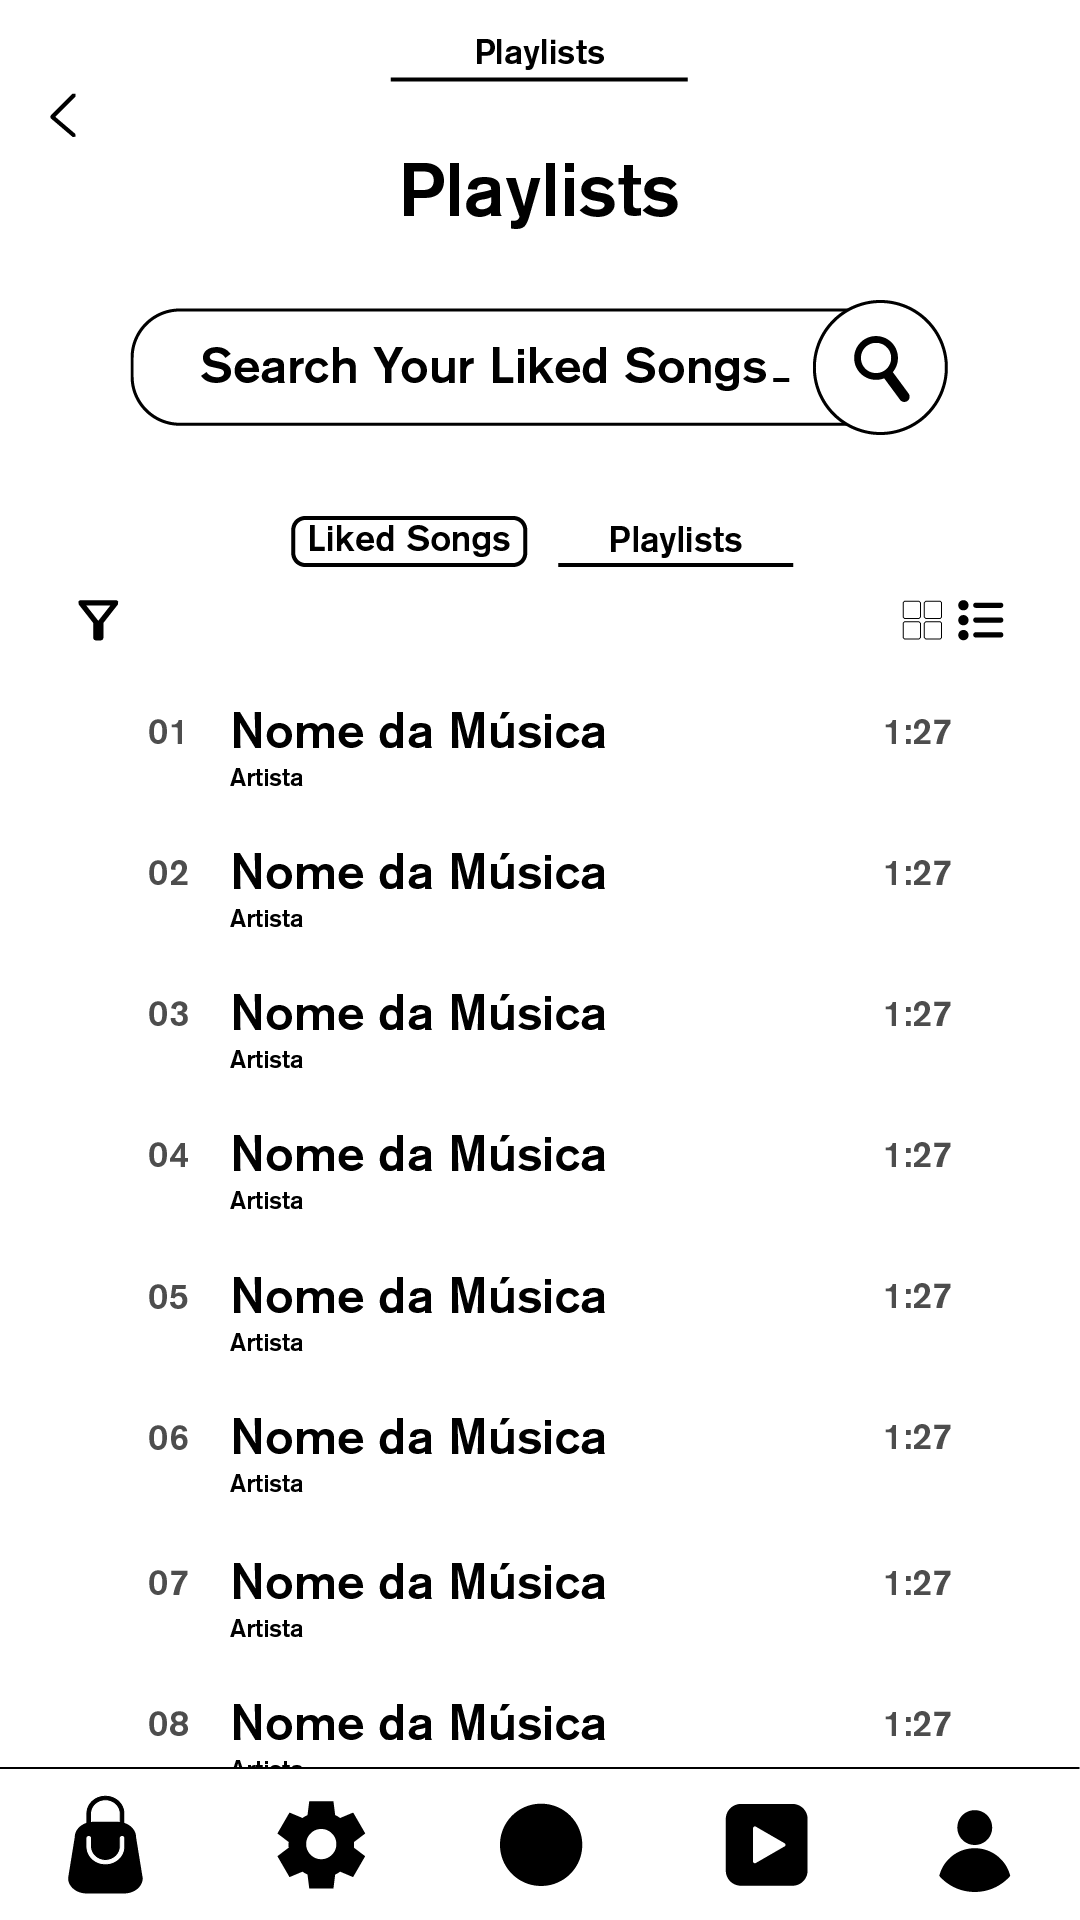 Playlists
Playlists
Search Your Liked Songs_
Liked Songs Playlists
01 Nome da Música 1:27
Artista
02 Nome da Música 1:27
Artista
03 Nome da Música 1:27
Artista
04 Nome da Música 1:27
Artista
05 Nome da Música 1:27
Artista
06 Nome da Música 1:27
Artista
07 Nome da Música 1:27
Artista
08 Nome da Música 1:27
Artista